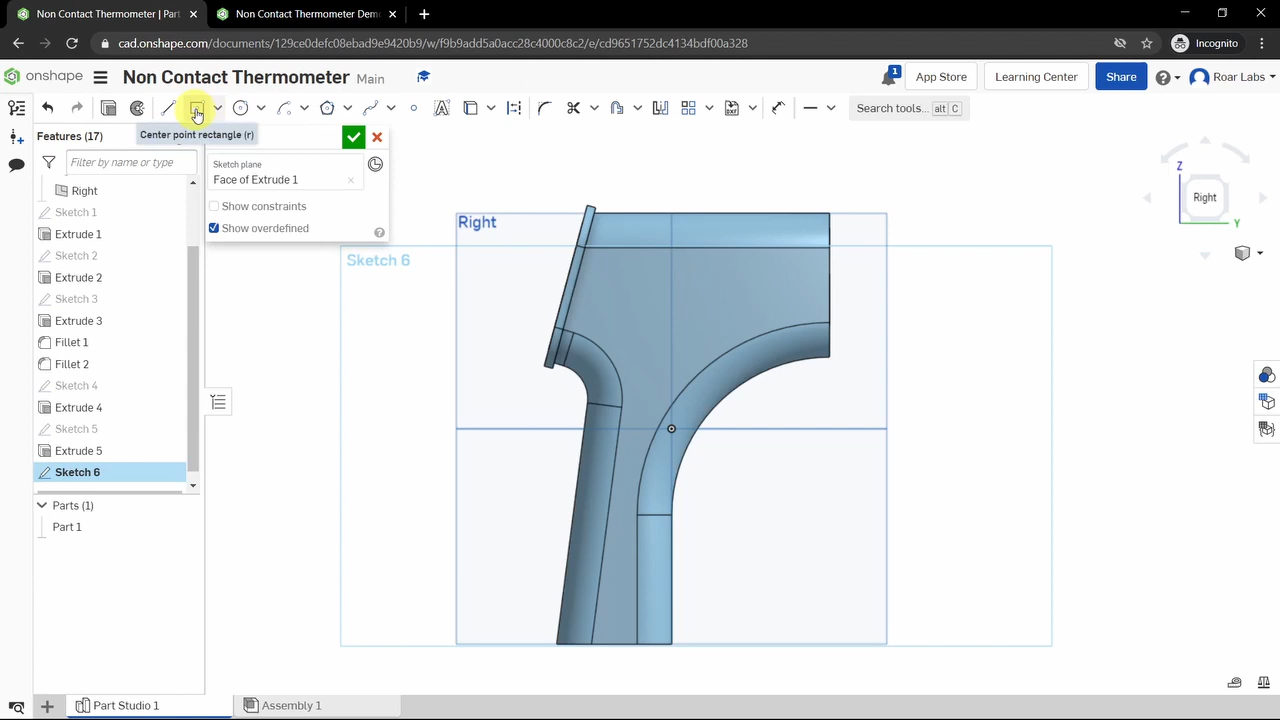 Non Contact Thermometer | Part
Non Contact Thermometer Dem
cad.onshape.com/documents/129ce0defc08ebad9e9420b9/w/f9b9add5a0acc28c4000c8c2/e/cd9651752dc4134bdf00a328
Incognito
onshape
Non Contact Thermometer Main
1
App Store
Learning Center
Share
Roar Labs
Search tools... alt C
Features (17)
Center point rectangle (r)
Filter by name or type
Sketch plane
Face of Extrude 1
Show constraints
Show overdefined
Right
Sketch 1
Extrude 1
Sketch 2
Extrude 2
Sketch 3
Extrude 3
Fillet 1
Fillet 2
Sketch 4
Extrude 4
Sketch 5
Extrude 5
Sketch 6
Parts (1)
Part 1
Right
Sketch 6
Z
Right
Y
Part Studio 1
Assembly 1